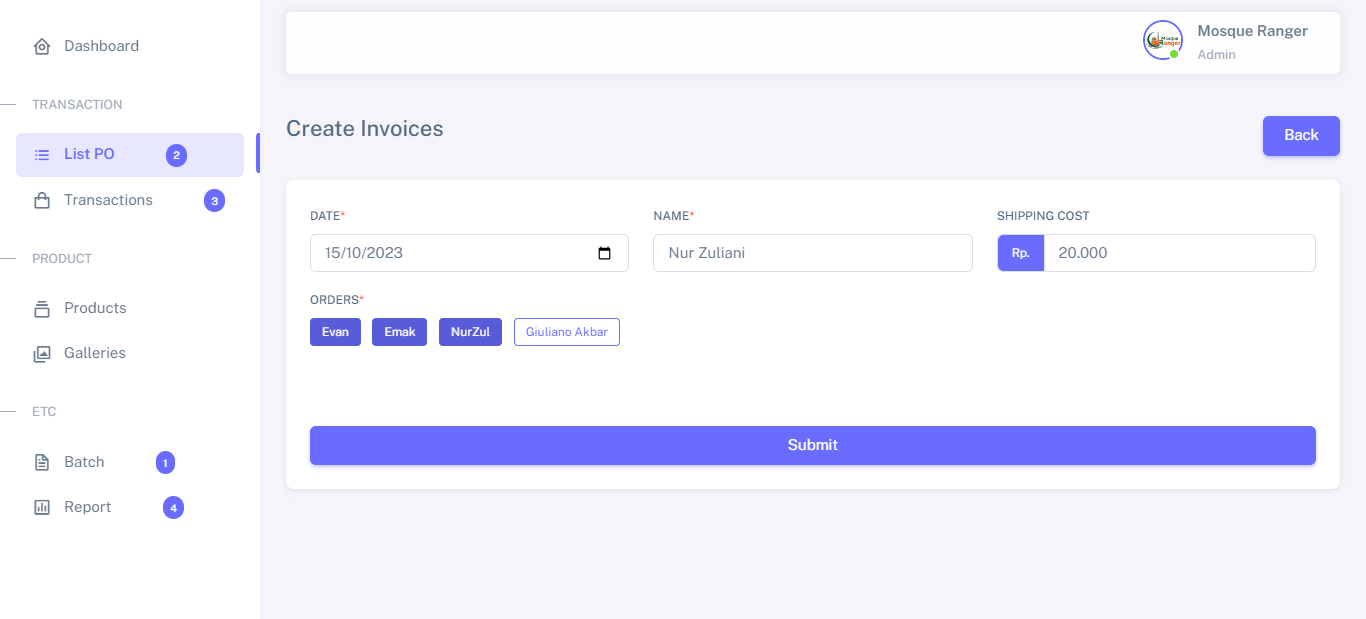 Dashboard
TRANSACTION
List PO 2
Transactions 3
PRODUCT
Products
Galleries
ETC
Batch 1
Report 4
Mosque Ranger
Mosque Ranger
Admin
Create Invoices
Back
DATE* NAME* SHIPPING COST
15/10/2023 Nur Zuliani Rp. 20.000
ORDERS*
Evan Emak NurZul Giuliano Akbar
Submit